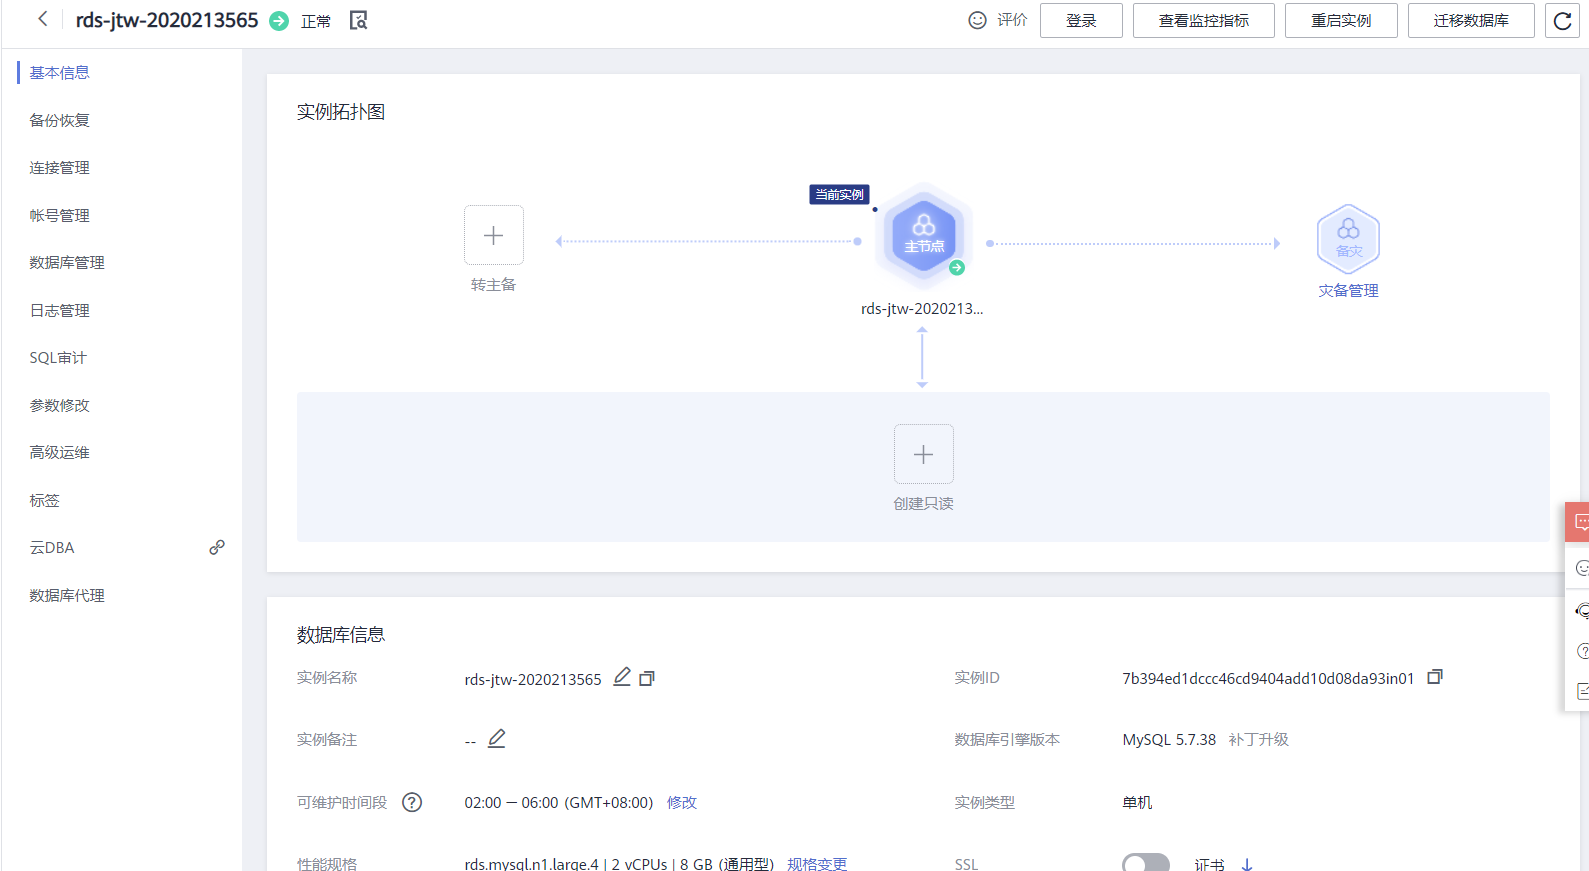 rds-jtw-2020213565 正常 评价 登录 查看监控指标 重启实例 迁移数据库
基本信息
备份恢复
连接管理
帐号管理
数据库管理
日志管理
SQL审计
参数修改
高级运维
标签
云DBA
数据库代理
实例拓扑图
当前实例
主节点
备灾
转主备
灾备管理
rds-jtw-2020213...
创建只读
数据库信息
实例名称 rds-jtw-2020213565 实例ID 7b394ed1dccc46cd9404add10d08da93in01
实例备注 -- 数据库引擎版本 MySQL 5.7.38 补丁升级
可维护时间段 02:00 — 06:00 (GMT+08:00) 修改 实例类型 单机
性能规格 rds.mysql.n1.large.4 | 2 vCPUs | 8 GB (通用型) 规格变更 SSL 证书